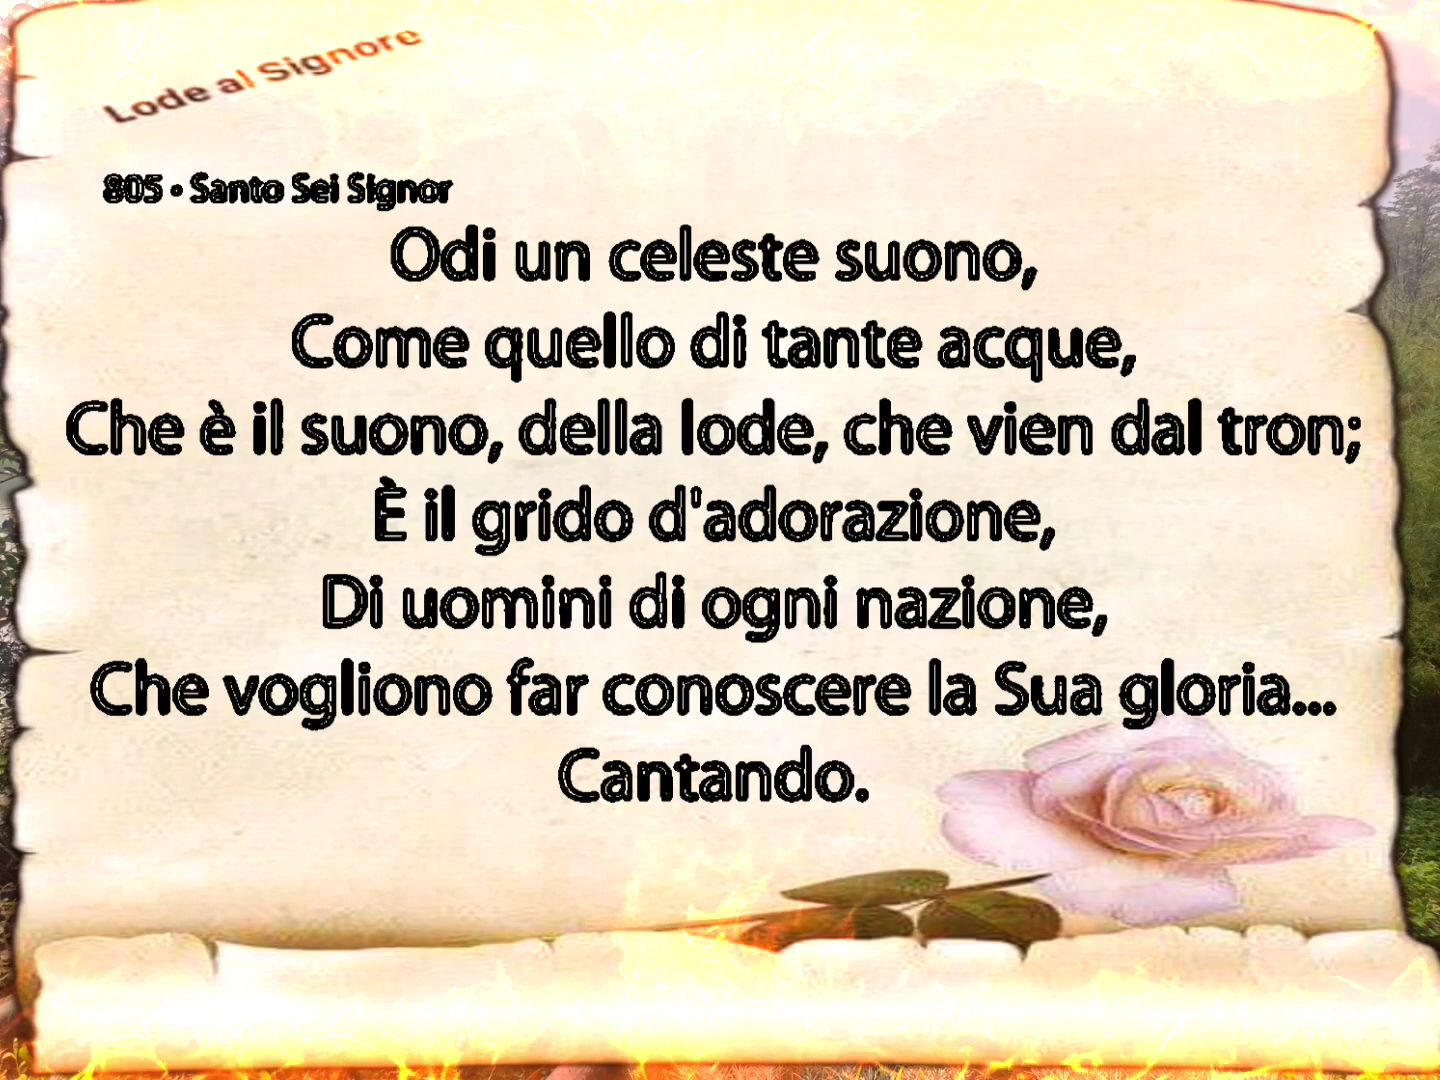 Lode al Signore
805 • Santo Sei Signor
Odi un celeste suono,
Come quello di tante acque,
Che è il suono, della lode, che vien dal tron;
È il grido d'adorazione,
Di uomini di ogni nazione,
Che vogliono far conoscere la Sua gloria...
Cantando.